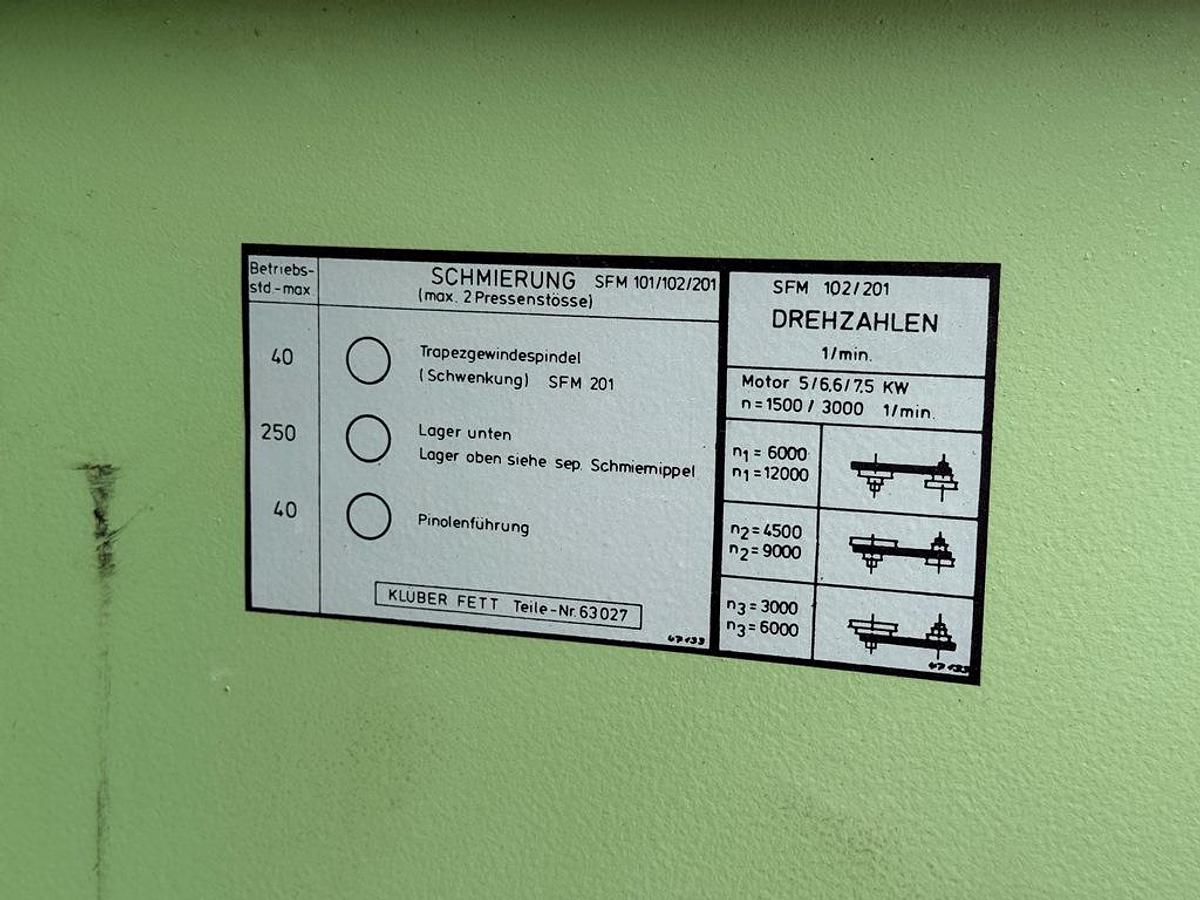 Betriebs-
std.-max.
SCHMIERUNG SFM 101/102/201
(max. 2 Pressenstösse)
40
Trapezgewindespindel
(Schwenkung) SFM 201
250
Lager unten
Lager oben siehe sep. Schmiernippel
40
Pinolenführung
KLÜBER FETT Teile-Nr. 63027
47133
SFM 102/201
DREHZAHLEN
1/min.
Motor 5/6,6/7,5 KW
n=1500/ 3000 1/min.
n1 = 6000
n1 = 12000
n2 = 4500
n2 = 9000
n3 = 3000
n3 = 6000
47133